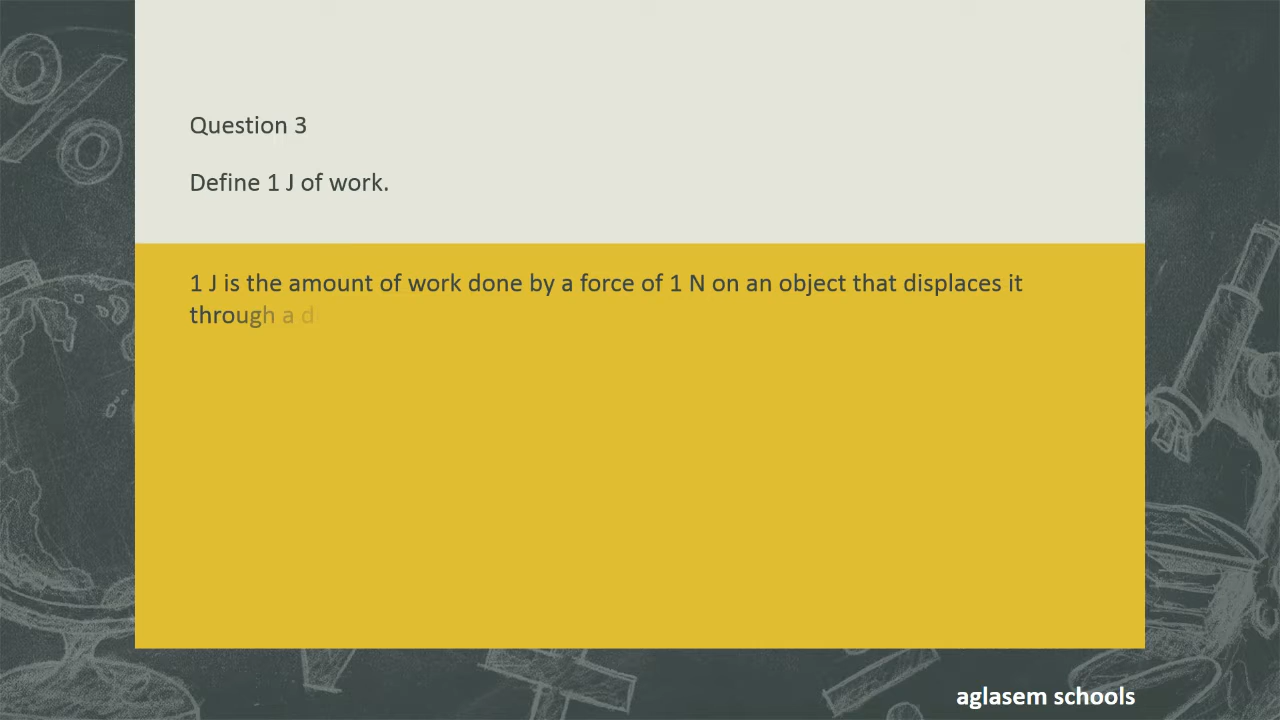 Question 3
Define 1 J of work.
1 J is the amount of work done by a force of 1 N on an object that displaces it
through a d
aglasem schools